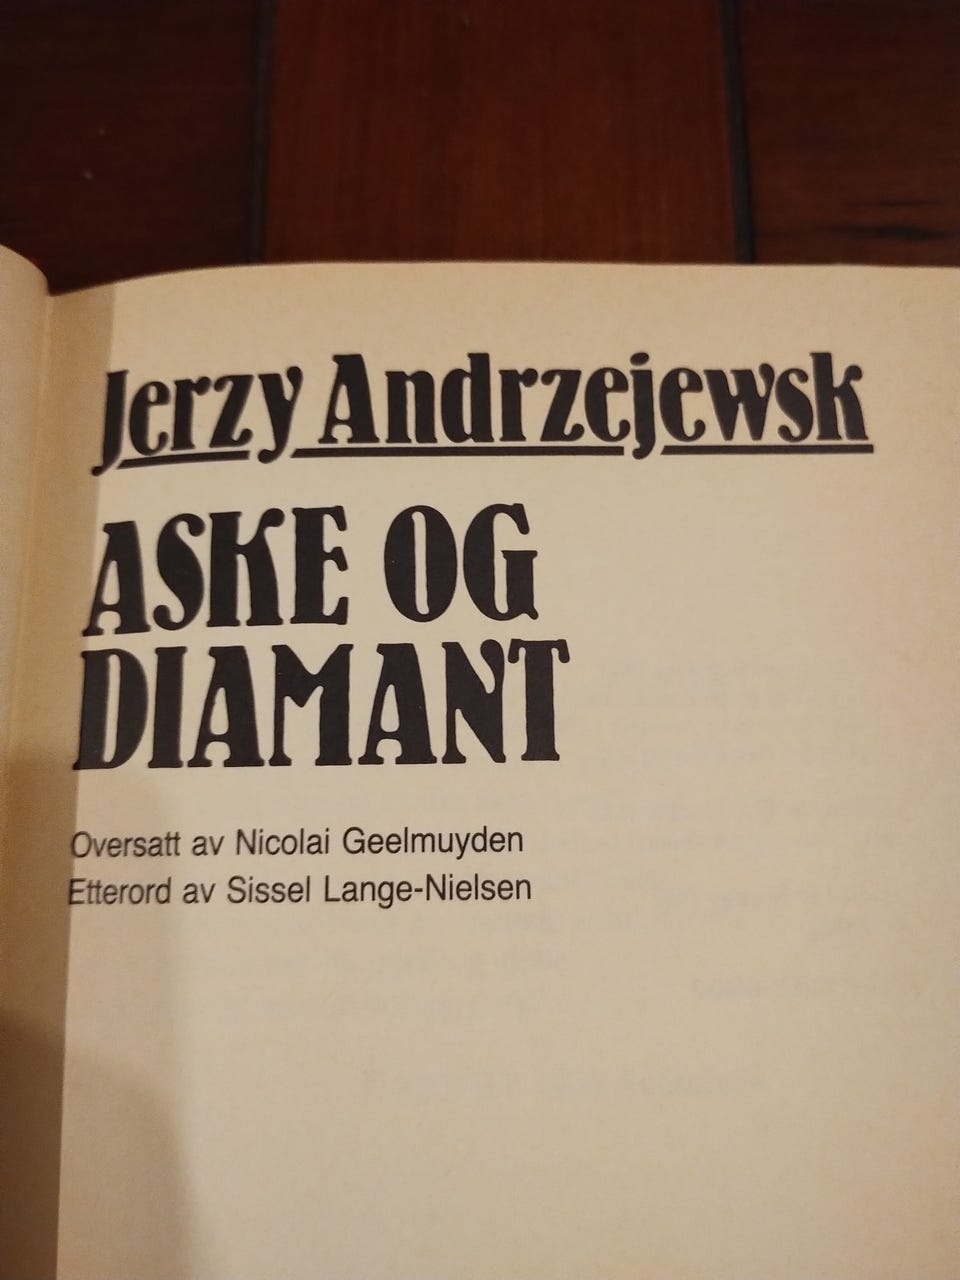 Jerzy Andrzejewsk
ASKE OG
DIAMANT
Oversatt av Nicolai Geelmuyden
Etterord av Sissel Lange-Nielsen